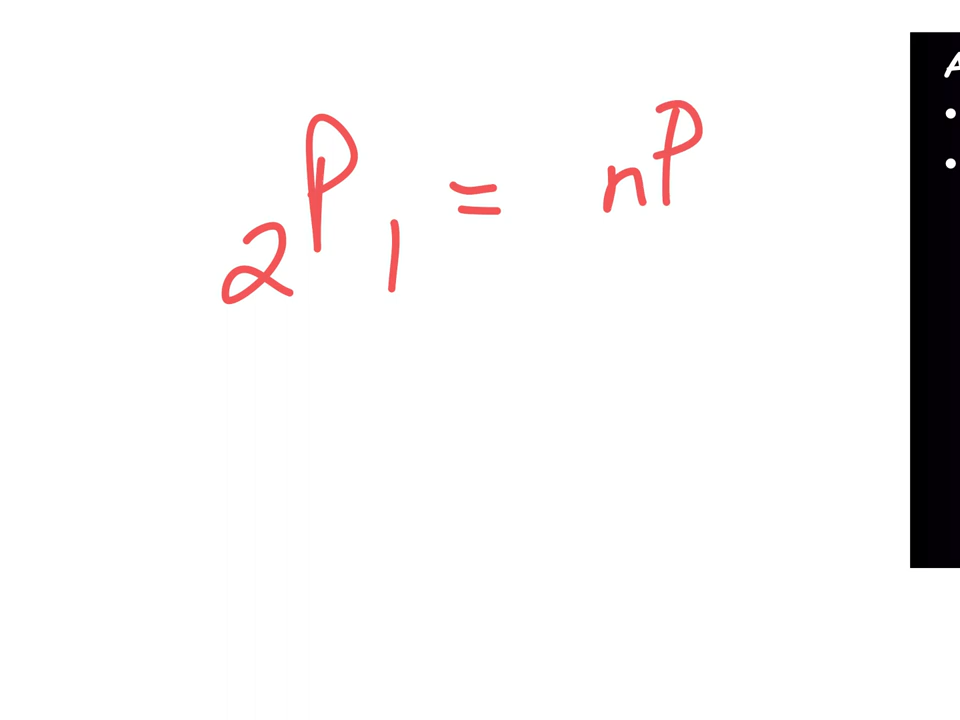 2P1 = nP
A
•
•